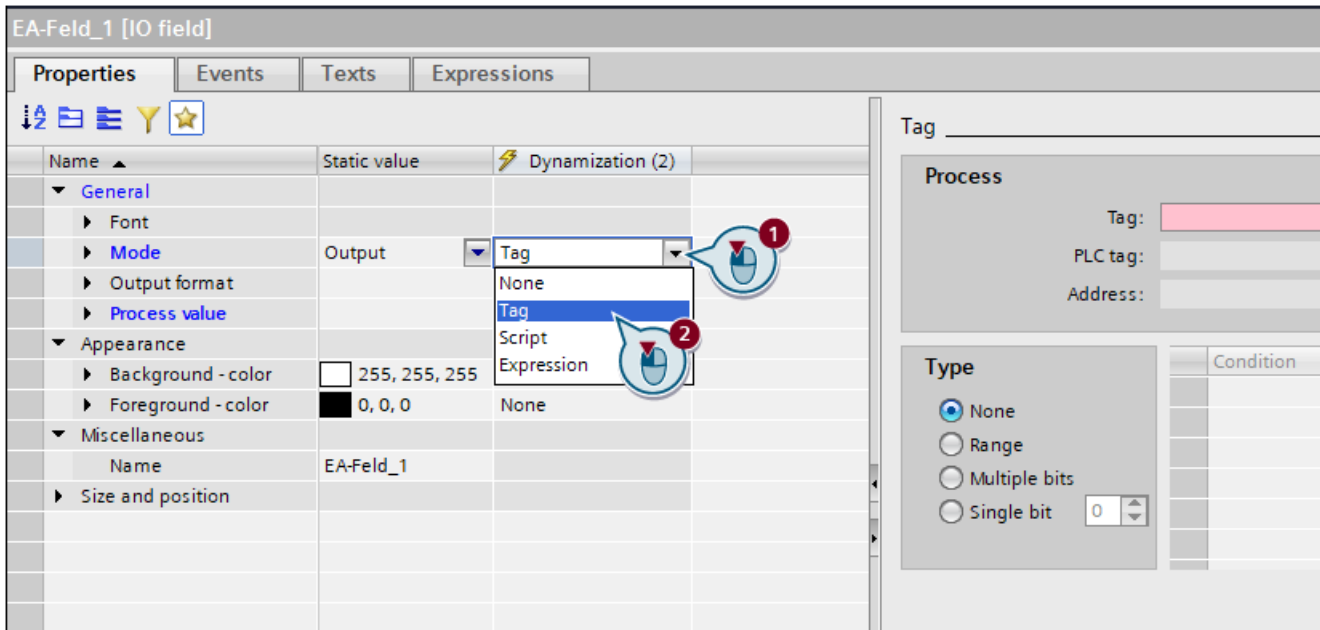 EA-Feld_1 [IO field]
Properties Events Texts Expressions
Name Static value Dynamization (2)
General
Font
Mode Output Tag
Output format None
Tag
Process value
Script
Expression
Appearance
Background - color 255, 255, 255
Foreground - color 0, 0, 0 None
Miscellaneous
Name EA-Feld_1
Size and position
1
2
Tag
Process
Tag:
PLC tag:
Address:
Type
None
Range
Multiple bits
Single bit 0
Condition